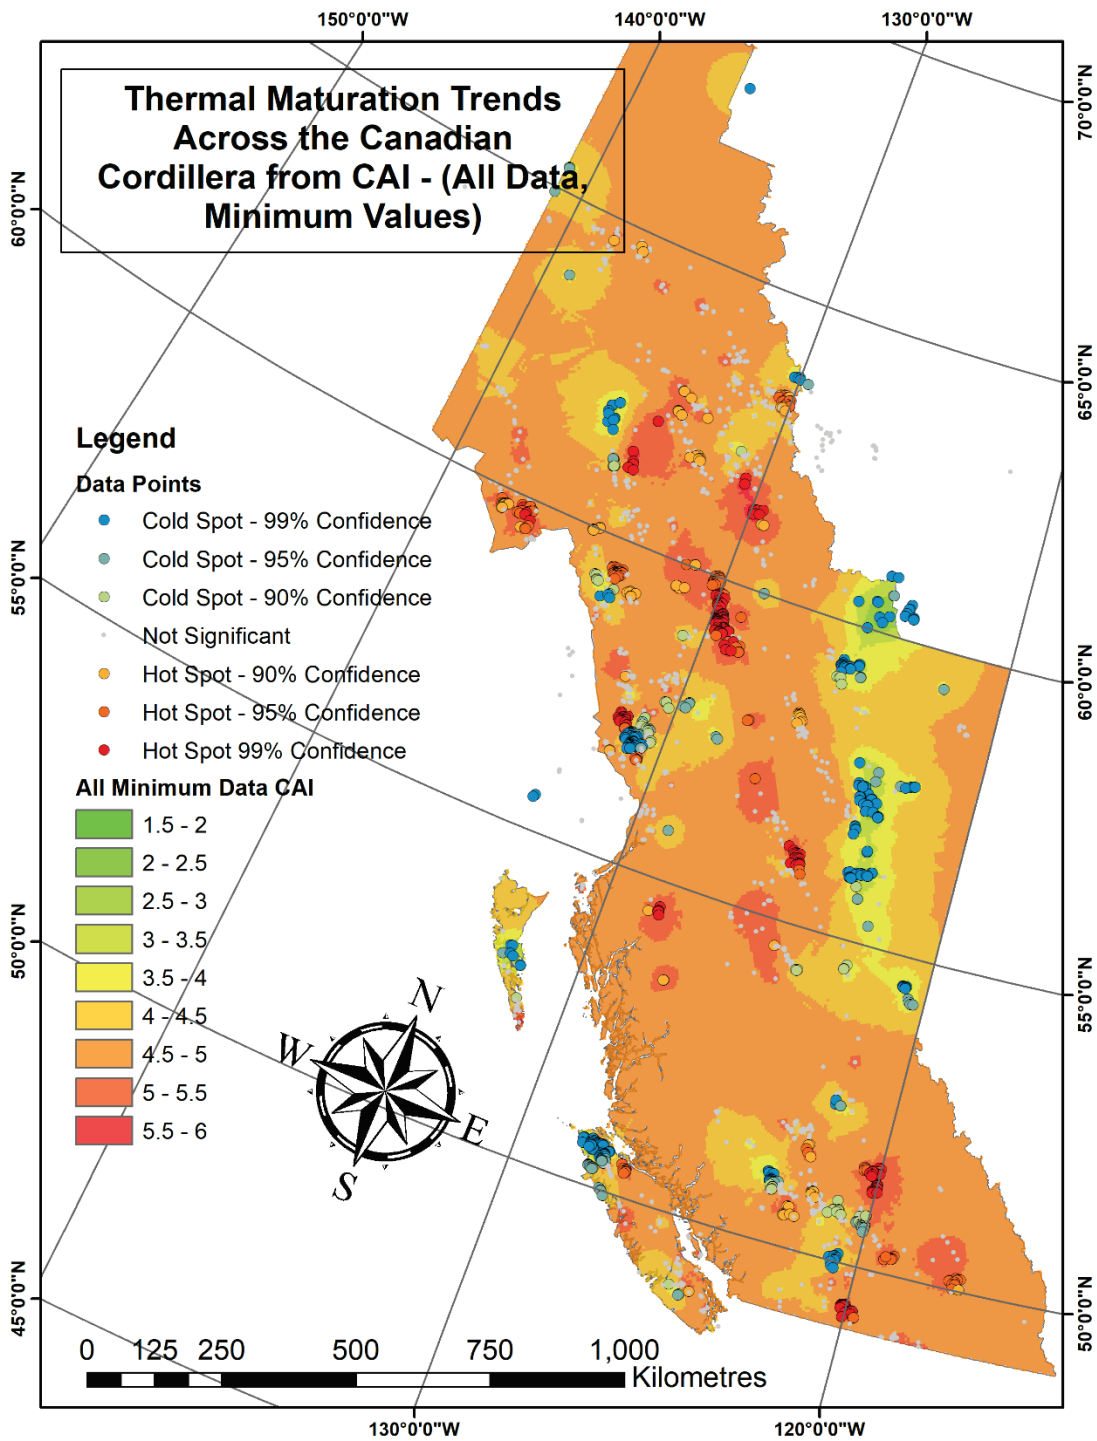 150°0'0"W
140°0'0"W
130°0'0"W
Thermal Maturation Trends
Across the Canadian
Cordillera from CAI - (All Data,
Minimum Values)
70°0'0"N
65°0'0"N
60°0'0"N
55°0'0"N
50°0'0"N
60°0'0"N
55°0'0"N
50°0'0"N
45°0'0"N
Legend
Data Points
Cold Spot - 99% Confidence
Cold Spot - 95% Confidence
Cold Spot - 90% Confidence
Not Significant
Hot Spot - 90% Confidence
Hot Spot - 95% Confidence
Hot Spot 99% Confidence
All Minimum Data CAI
1.5 - 2
2 - 2.5
2.5 - 3
3 - 3.5
3.5 - 4
4 - 4.5
4.5 - 5
5 - 5.5
5.5 - 6
N
W
E
S
0 125 250 500 750 1,000
Kilometres
130°0'0"W
120°0'0"W